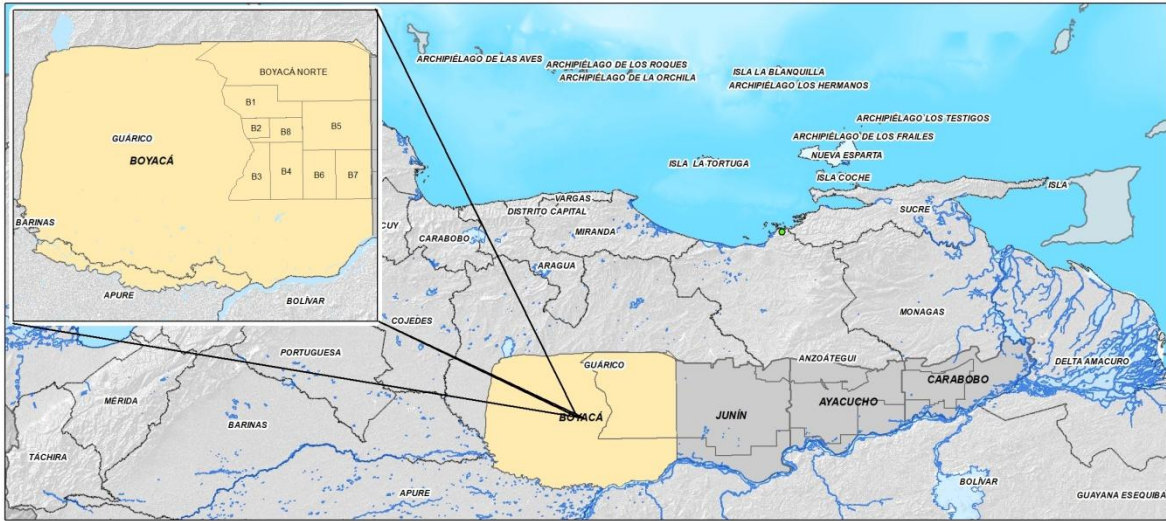 BOYACÁ NORTE
B1
B2
B8
B5
GUÁRICO
BOYACÁ
B3
B4
B6
B7
BARINAS
APURE
BOLÍVAR
ARCHIPIÉLAGO DE LAS AVES
ARCHIPIÉLAGO DE LOS ROQUES
ARCHIPIÉLAGO DE LA ORCHILA
ISLA LA BLANQUILLA
ARCHIPIÉLAGO LOS HERMANOS
ARCHIPIÉLAGO LOS TESTIGOS
ARCHIPIÉLAGO DE LOS FRAILES
NUEVA ESPARTA
ISLA LA TORTUGA
ISLA COCHE
ISLA
VARGAS
DISTRITO CAPITAL
SUCRE
CUY
CARABOBO
MIRANDA
ARAGUA
MONAGAS
COJEDES
PORTUGUESA
GUÁRICO
ANZOÁTEGUI
DELTA AMACURO
CARABOBO
MÉRIDA
BARINAS
BOYACÁ
JUNÍN
AYACUCHO
TÁCHIRA
APURE
BOLÍVAR
GUAYANA ESEQUIBA